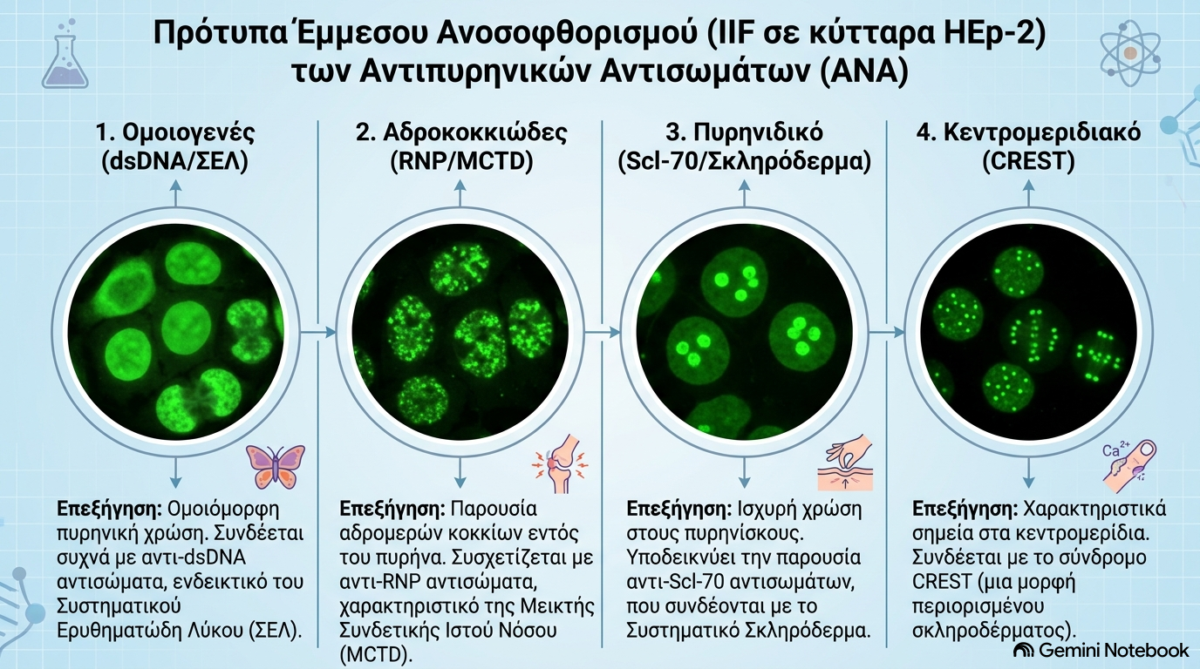 Πρότυπα Έμμεσου Ανοσοφθορισμού (IIF σε κύτταρα HEp-2)
των Αντιπυρηνικών Αντισωμάτων (ANA)
1. Ομοιογενές
(dsDNA/ΣΕΛ)
2. Αδροκοκκιώδες
(RNP/MCTD)
3. Πυρηνιδικό
(Scl-70/Σκληρόδερμα)
4. Κεντρομεριδιακό
(CREST)
Επεξήγηση: Ομοιόμορφη
πυρηνική χρώση. Συνδέεται
συχνά με αντι-dsDNA
αντισώματα, ενδεικτικό του
Συστηματικού
Ερυθηματώδη Λύκου (ΣΕΛ).
Επεξήγηση: Παρουσία
αδρομερών κοκκίων εντός
του πυρήνα. Συσχετίζεται με
αντι-RNP αντισώματα,
χαρακτηριστικό της Μεικτής
Συνδετικής Ιστού Νόσου
(MCTD).
Επεξήγηση: Ισχυρή χρώση
στους πυρηνίσκους.
Υποδεικνύει την παρουσία
αντι-Scl-70 αντισωμάτων,
που συνδέονται με το
Συστηματικό Σκληρόδερμα.
Ca²⁺
Επεξήγηση: Χαρακτηριστικά
σημεία στα κεντρομερίδια.
Συνδέεται με το σύνδρομο
CREST (μια μορφή
περιορισμένου
σκληροδέρματος).
Gemini Notebook